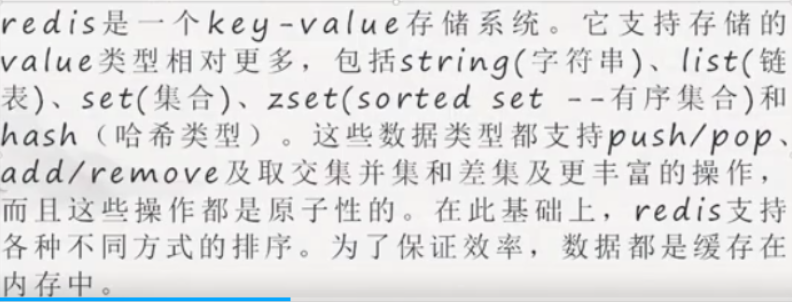 redis是一个key-value存储系统。它支持存储的
value类型相对更多，包括string(字符串)、list(链
表)、set(集合)、zset(sorted set --有序集合)和
hash（哈希类型）。这些数据类型都支持push/pop、
add/remove及取交集并集和差集及更丰富的操作，
而且这些操作都是原子性的。在此基础上，redis支持
各种不同方式的排序。为了保证效率，数据都是缓存在
内存中。